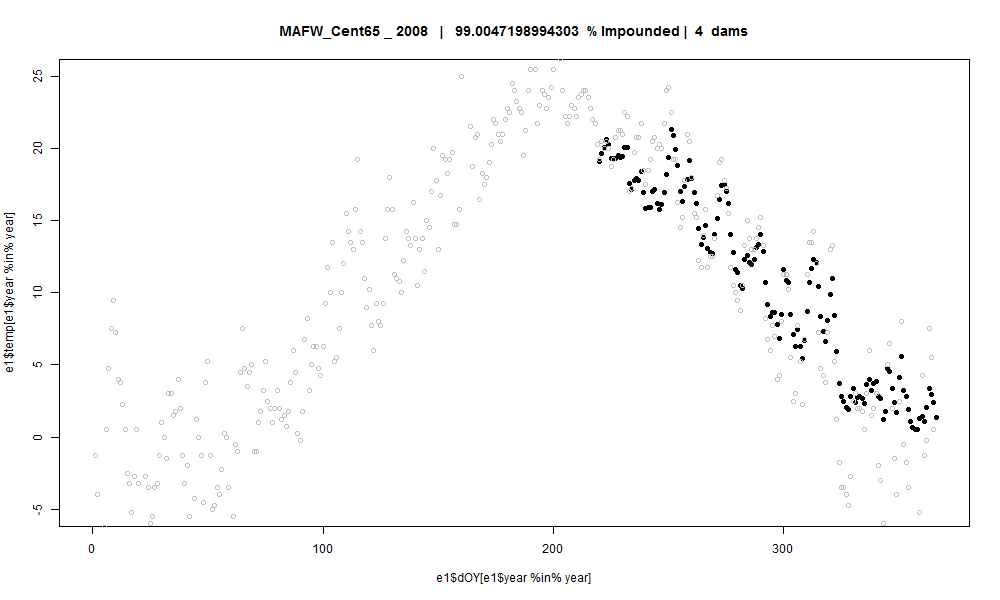 MAFW_Cent65 _ 2008 | 99.0047198994303 % Impounded | 4 dams
25
20
15
10
5
0
-5
e1$temp[e1$year %in% year]
0 100 200 300
e1$dOY[e1$year %in% year]